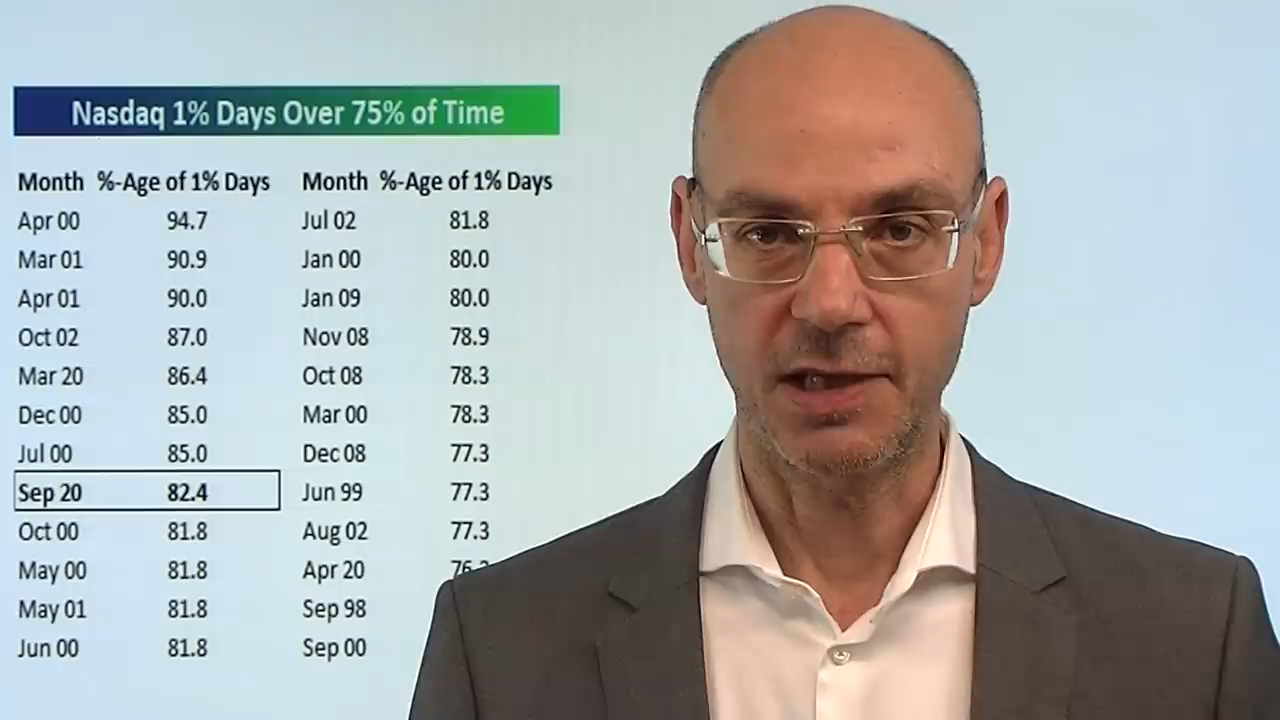 Nasdaq 1% Days Over 75% of Time
Month %-Age of 1% Days Month %-Age of 1% Days
Apr 00 94.7 Jul 02 81.8
Mar 01 90.9 Jan 00 80.0
Apr 01 90.0 Jan 09 80.0
Oct 02 87.0 Nov 08 78.9
Mar 20 86.4 Oct 08 78.3
Dec 00 85.0 Mar 00 78.3
Jul 00 85.0 Dec 08 77.3
Sep 20 82.4 Jun 99 77.3
Oct 00 81.8 Aug 02 77.3
May 00 81.8 Apr 20
May 01 81.8 Sep 98
Jun 00 81.8 Sep 00